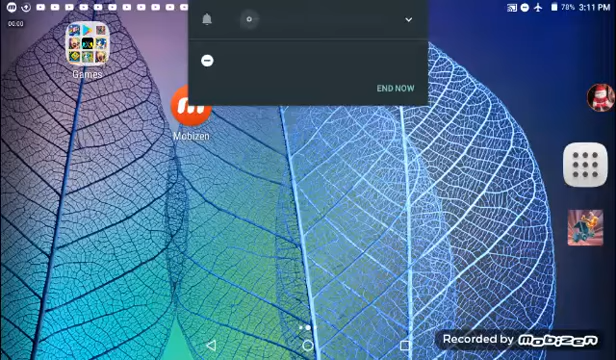 78% 3:11 PM
00:00
END NOW
Games
Mobizen
Recorded by mobizen